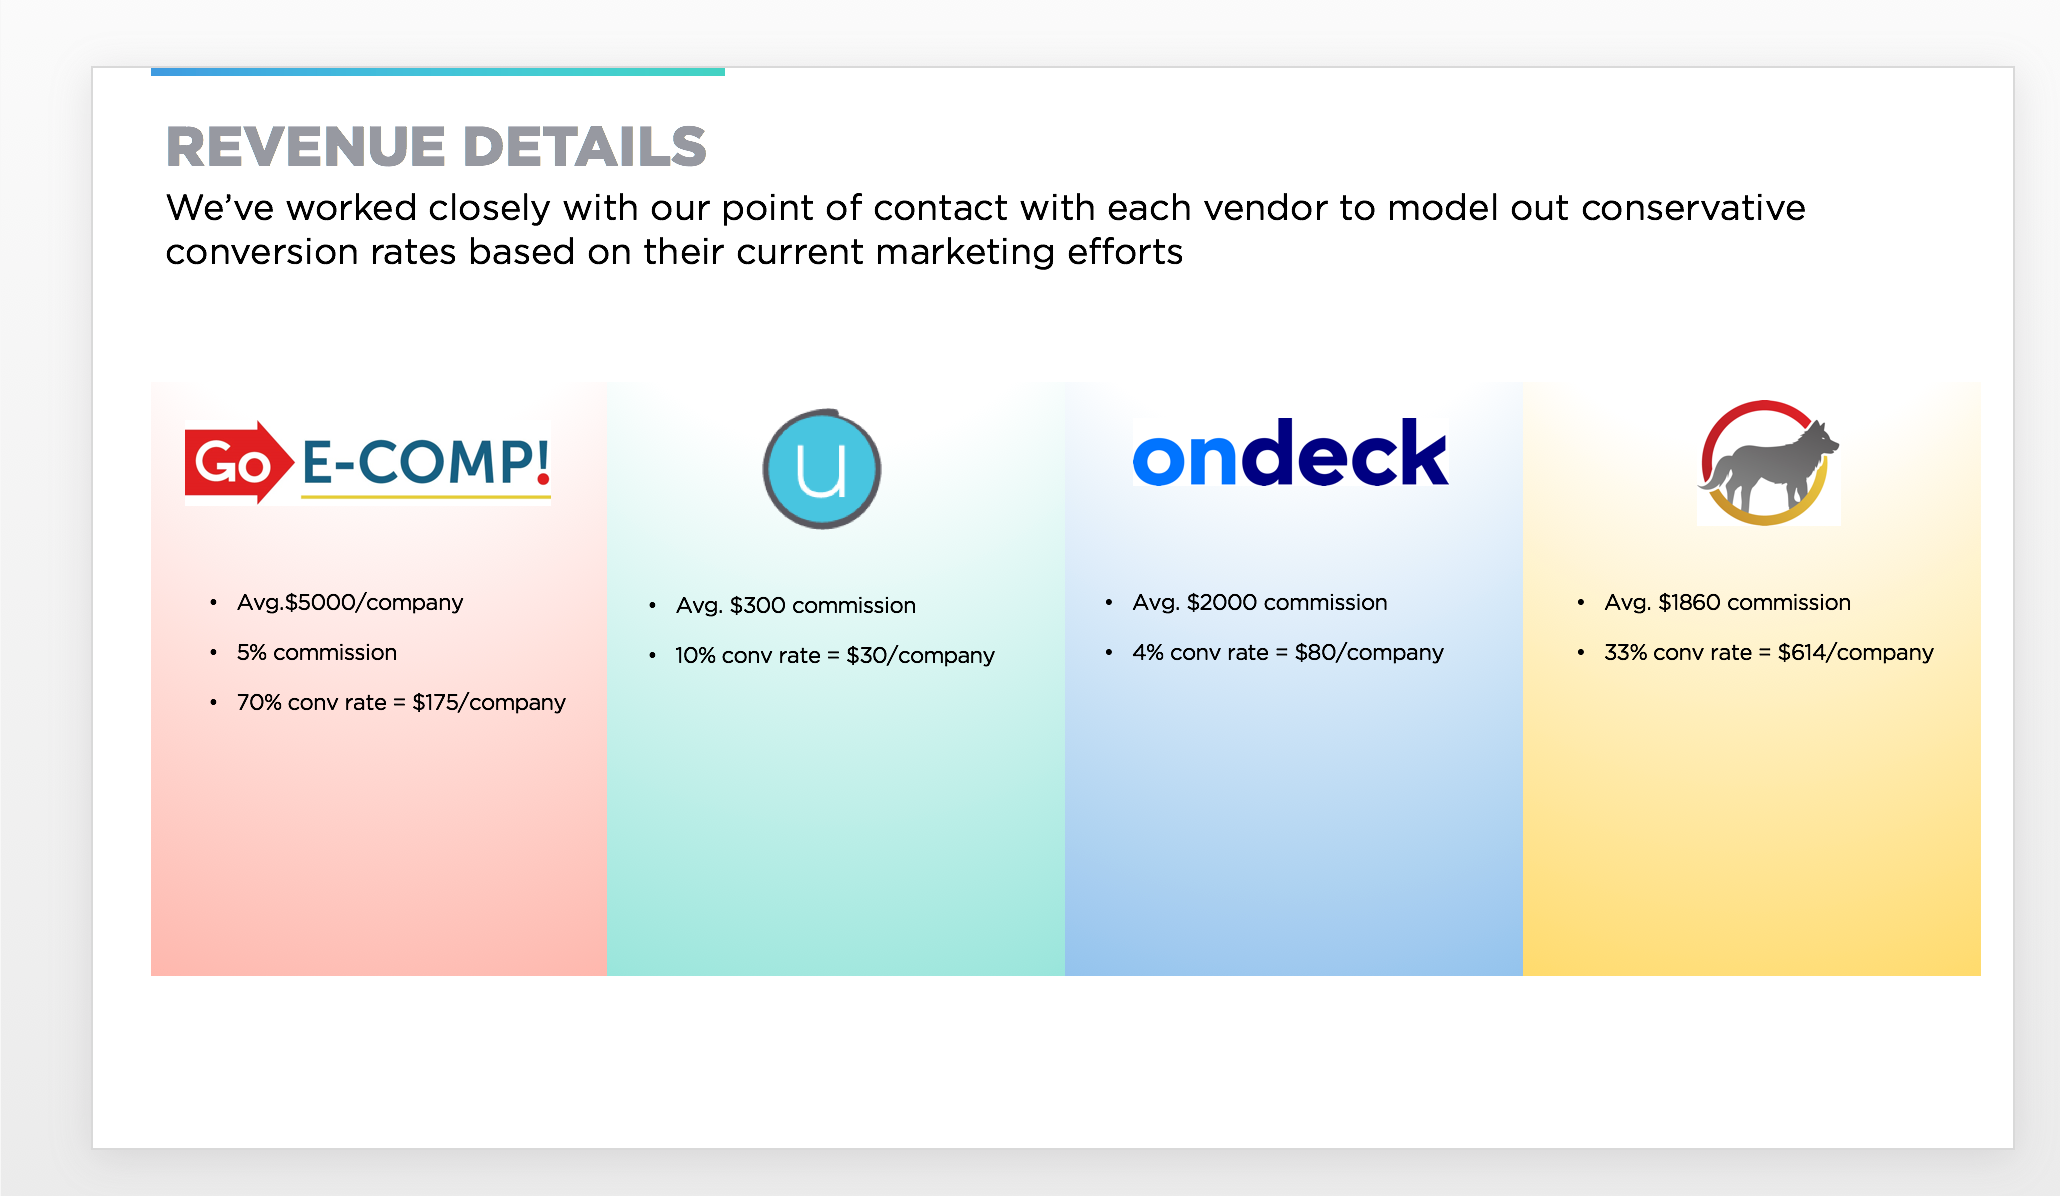 REVENUE DETAILS
We’ve worked closely with our point of contact with each vendor to model out conservative
conversion rates based on their current marketing efforts
Go E-COMP!
• Avg.$5000/company
• 5% commission
• 70% conv rate = $175/company
u
• Avg. $300 commission
• 10% conv rate = $30/company
ondeck
• Avg. $2000 commission
• 4% conv rate = $80/company
• Avg. $1860 commission
• 33% conv rate = $614/company